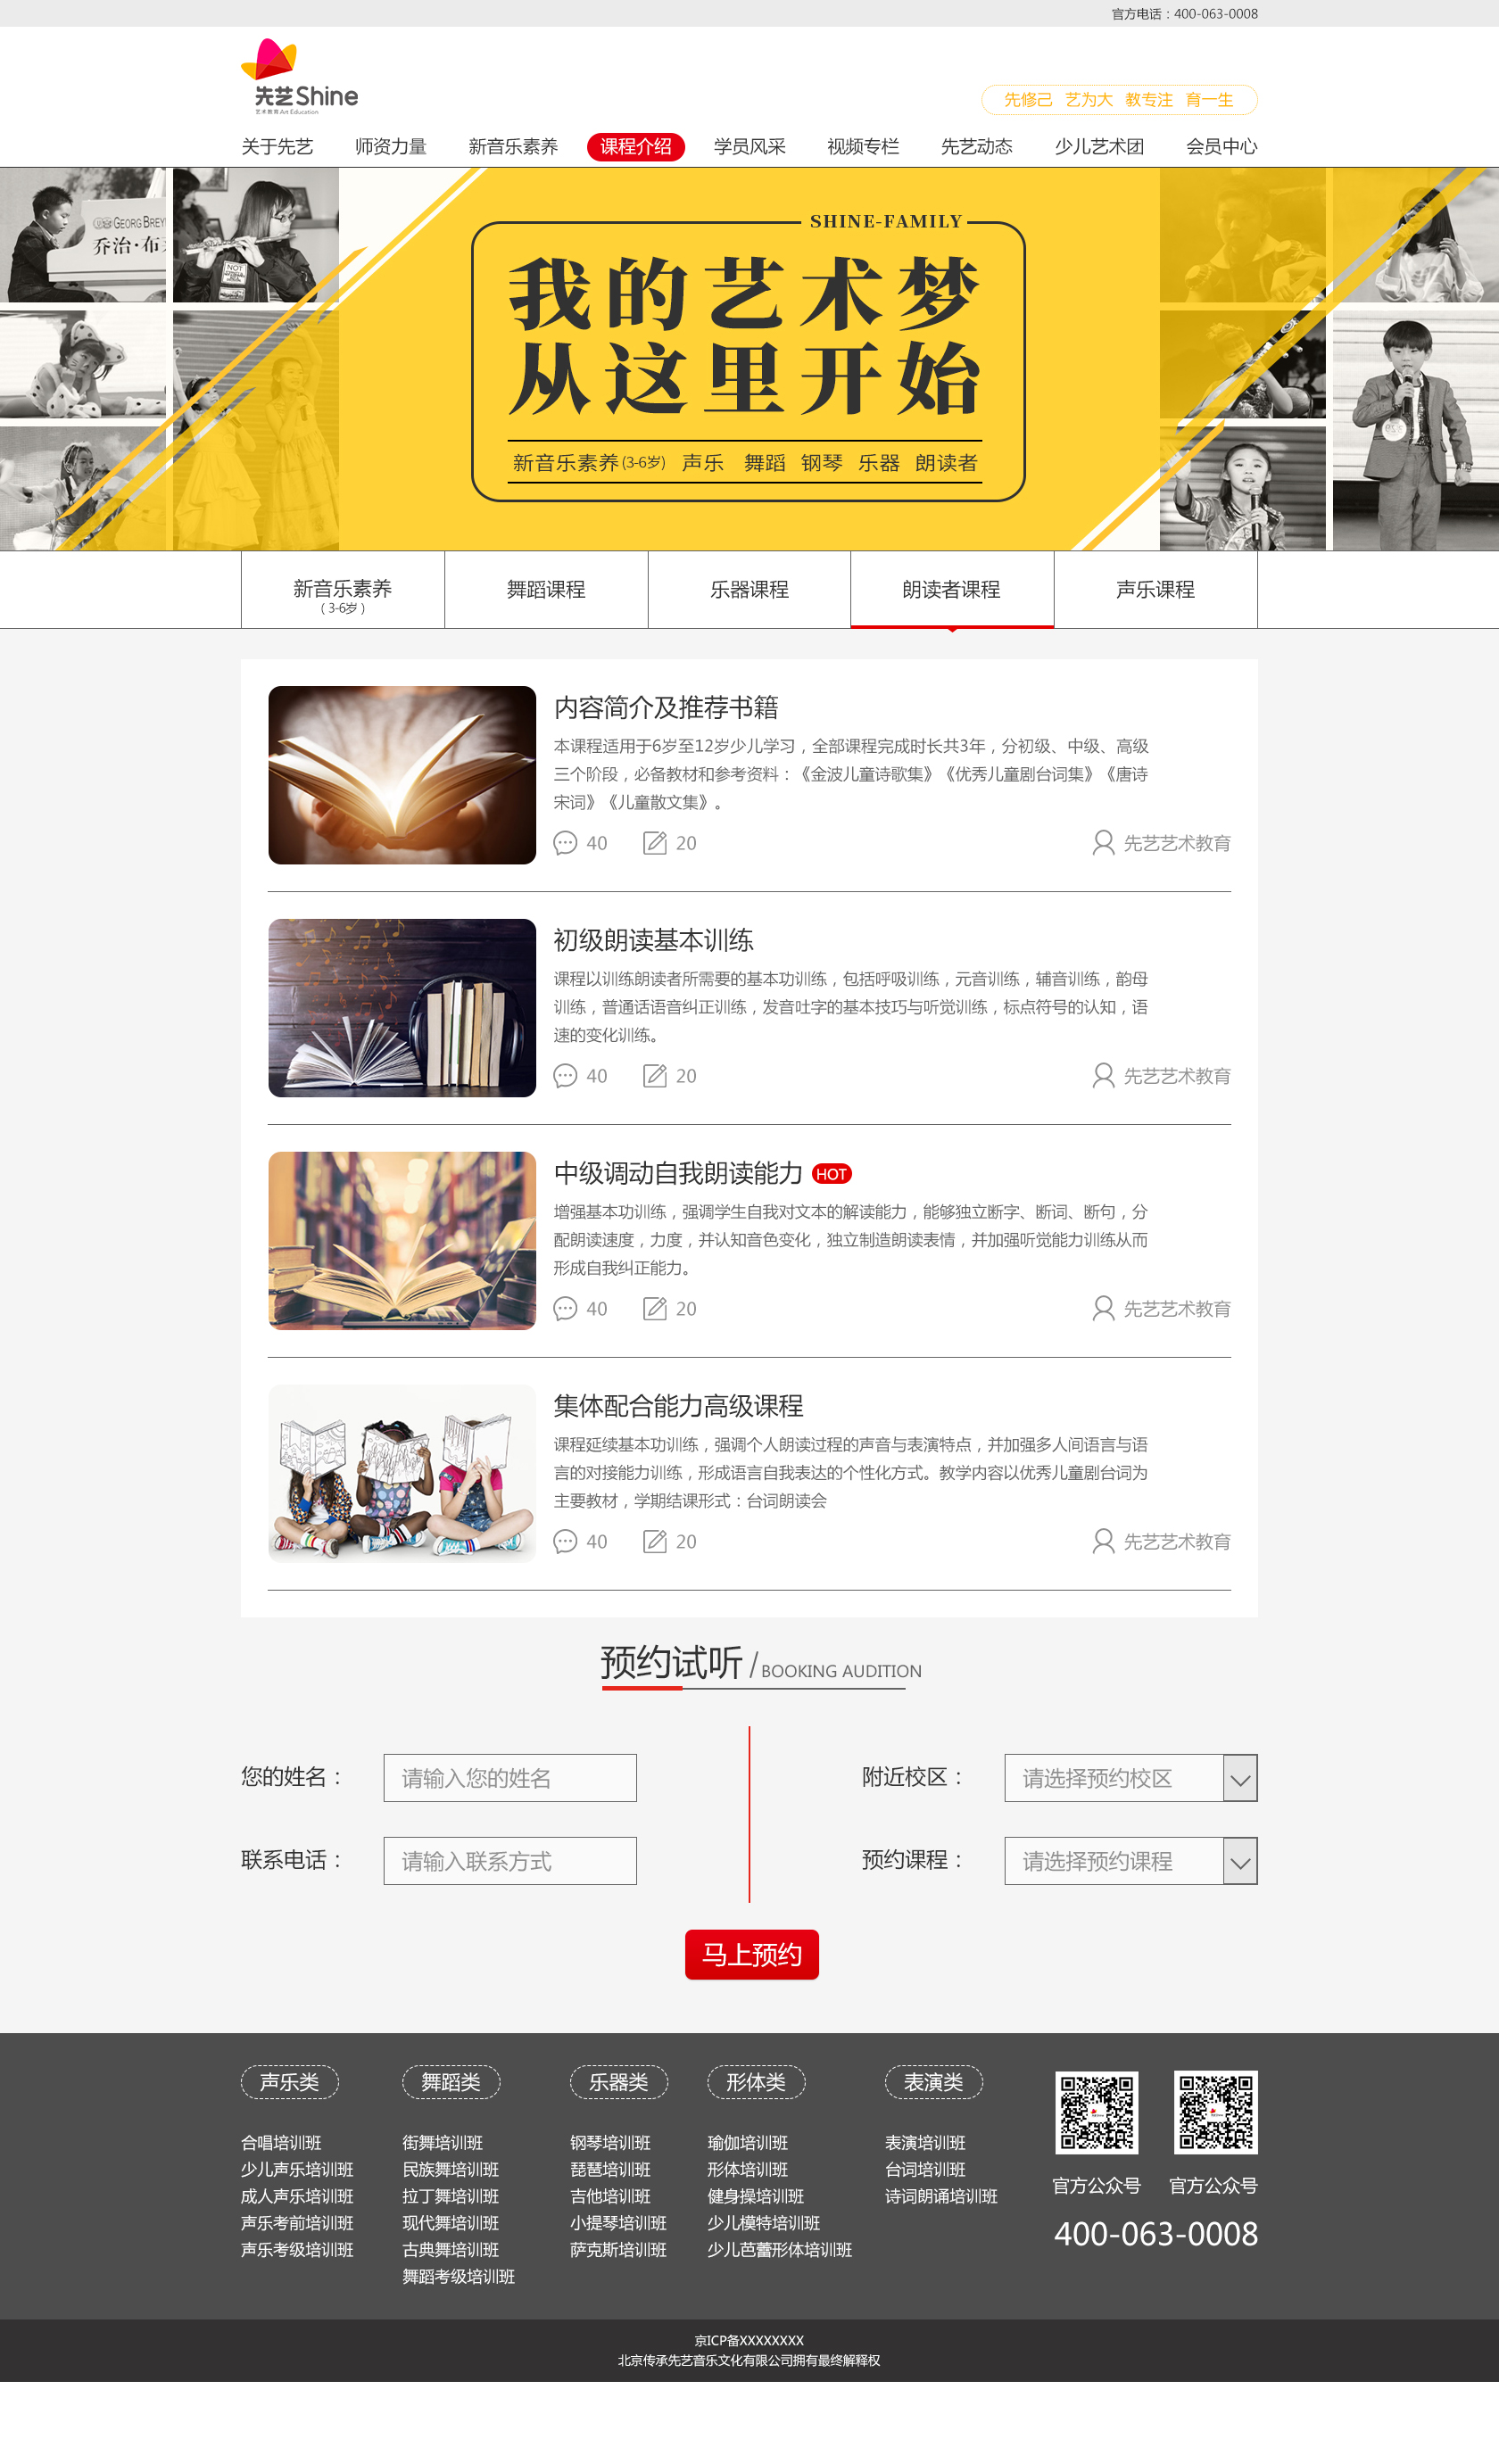 官方电话：400-063-0008
先艺Shine
艺术教育Art Education
先修己 艺为大 教专注 育一生
关于先艺 师资力量 新音乐素养 课程介绍 学员风采 视频专栏 先艺动态 少儿艺术团 会员中心
GEORG BREY
乔治·布
NOT
SHINE-FAMILY
我的艺术梦
从这里开始
新音乐素养(3-6岁) 声乐 舞蹈 钢琴 乐器 朗读者
新音乐素养 舞蹈课程 乐器课程 朗读者课程 声乐课程
（3-6岁）
内容简介及推荐书籍
本课程适用于6岁至12岁少儿学习，全部课程完成时长共3年，分初级、中级、高级
三个阶段，必备教材和参考资料：《金波儿童诗歌集》《优秀儿童剧台词集》《唐诗
宋词》《儿童散文集》。
40 20 先艺艺术教育
初级朗读基本训练
课程以训练朗读者所需要的基本功训练，包括呼吸训练，元音训练，辅音训练，韵母
训练，普通话语音纠正训练，发音吐字的基本技巧与听觉训练，标点符号的认知，语
速的变化训练。
40 20 先艺艺术教育
中级调动自我朗读能力 HOT
增强基本功训练，强调学生自我对文本的解读能力，能够独立断字、断词、断句，分
配朗读速度，力度，并认知音色变化，独立制造朗读表情，并加强听觉能力训练从而
形成自我纠正能力。
40 20 先艺艺术教育
集体配合能力高级课程
课程延续基本功训练，强调个人朗读过程的声音与表演特点，并加强多人间语言与语
言的对接能力训练，形成语言自我表达的个性化方式。教学内容以优秀儿童剧台词为
主要教材，学期结课形式：台词朗读会
40 20 先艺艺术教育
预约试听/BOOKING AUDITION
您的姓名： 请输入您的姓名 附近校区： 请选择预约校区
联系电话： 请输入联系方式 预约课程： 请选择预约课程
马上预约
声乐类 舞蹈类 乐器类 形体类 表演类
合唱培训班 街舞培训班 钢琴培训班 瑜伽培训班 表演培训班
少儿声乐培训班 民族舞培训班 琵琶培训班 形体培训班 台词培训班
成人声乐培训班 拉丁舞培训班 吉他培训班 健身操培训班 诗词朗诵培训班
声乐考前培训班 现代舞培训班 小提琴培训班 少儿模特培训班
声乐考级培训班 古典舞培训班 萨克斯培训班 少儿芭蕾形体培训班
舞蹈考级培训班
官方公众号 官方公众号
400-063-0008
京ICP备XXXXXXXX
北京传承先艺音乐文化有限公司拥有最终解释权